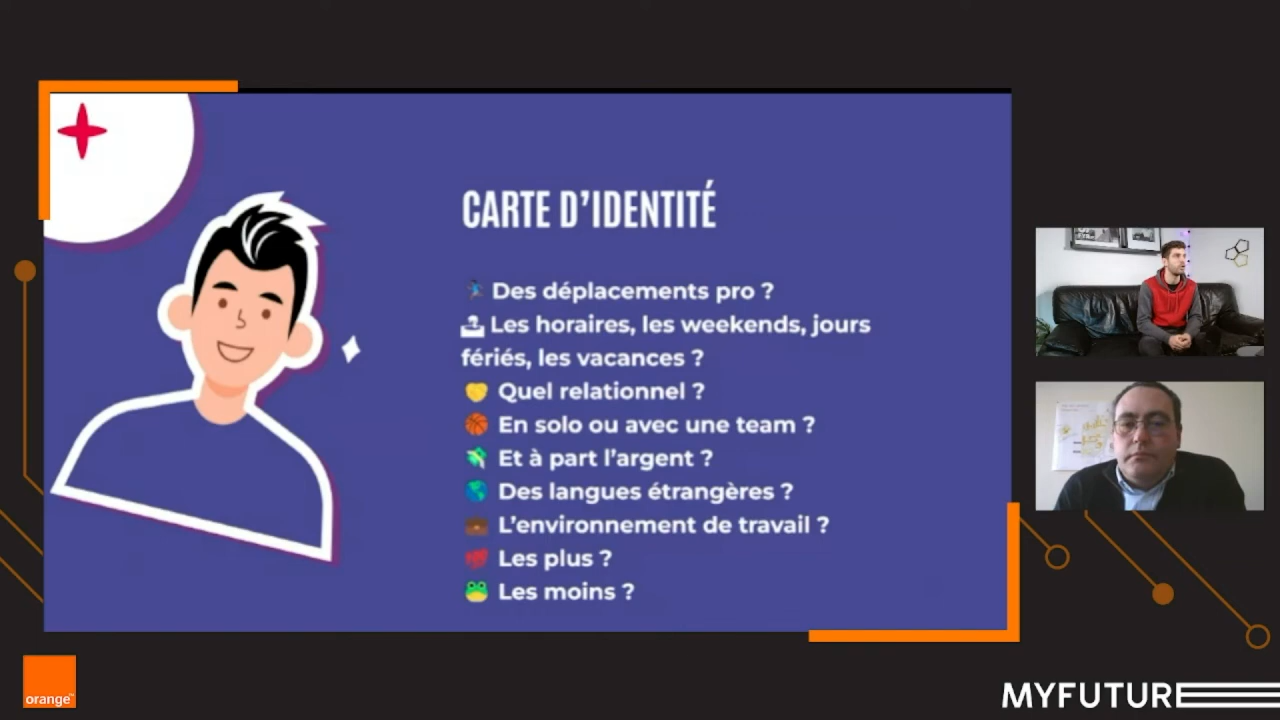 CARTE D'IDENTITÉ
Des déplacements pro ?
Les horaires, les weekends, jours
fériés, les vacances ?
Quel relationnel ?
En solo ou avec une team ?
Et à part l'argent ?
Des langues étrangères ?
L'environnement de travail ?
Les plus ?
Les moins ?
orange™
MYFUTURE